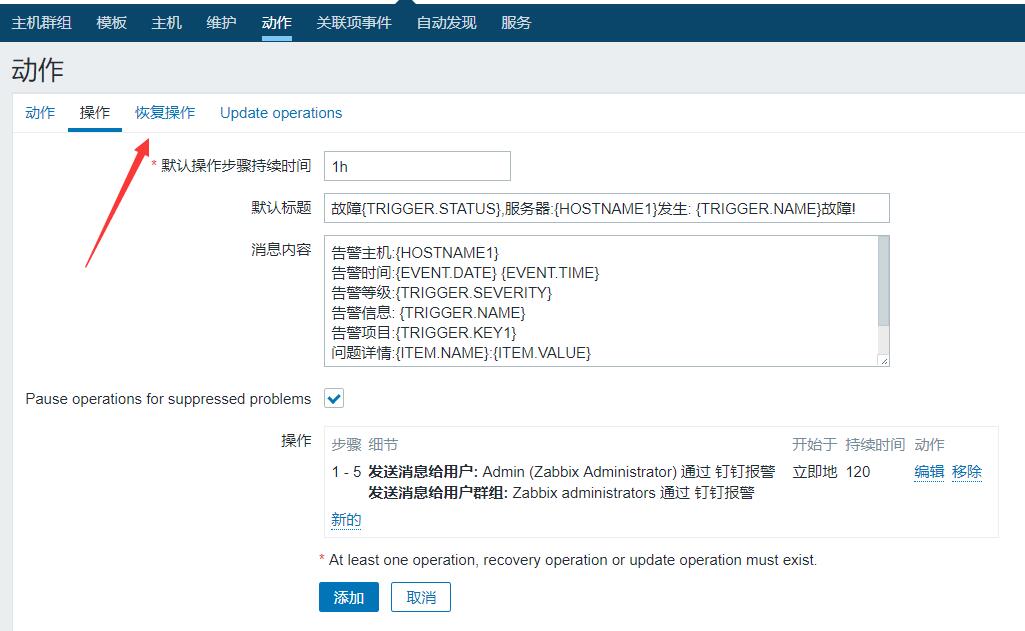 主机群组 模板 主机 维护 动作 关联项事件 自动发现 服务
动作
动作 操作 恢复操作 Update operations
* 默认操作步骤持续时间 1h
默认标题 故障{TRIGGER.STATUS},服务器:{HOSTNAME1}发生: {TRIGGER.NAME}故障!
消息内容 告警主机:{HOSTNAME1}
告警时间:{EVENT.DATE} {EVENT.TIME}
告警等级:{TRIGGER.SEVERITY}
告警信息: {TRIGGER.NAME}
告警项目:{TRIGGER.KEY1}
问题详情:{ITEM.NAME}:{ITEM.VALUE}
Pause operations for suppressed problems
操作 步骤 细节 开始于 持续时间 动作
1 - 5 发送消息给用户: Admin (Zabbix Administrator) 通过 钉钉报警 立即地 120 编辑 移除
发送消息给用户群组: Zabbix administrators 通过 钉钉报警
新的
* At least one operation, recovery operation or update operation must exist.
添加 取消